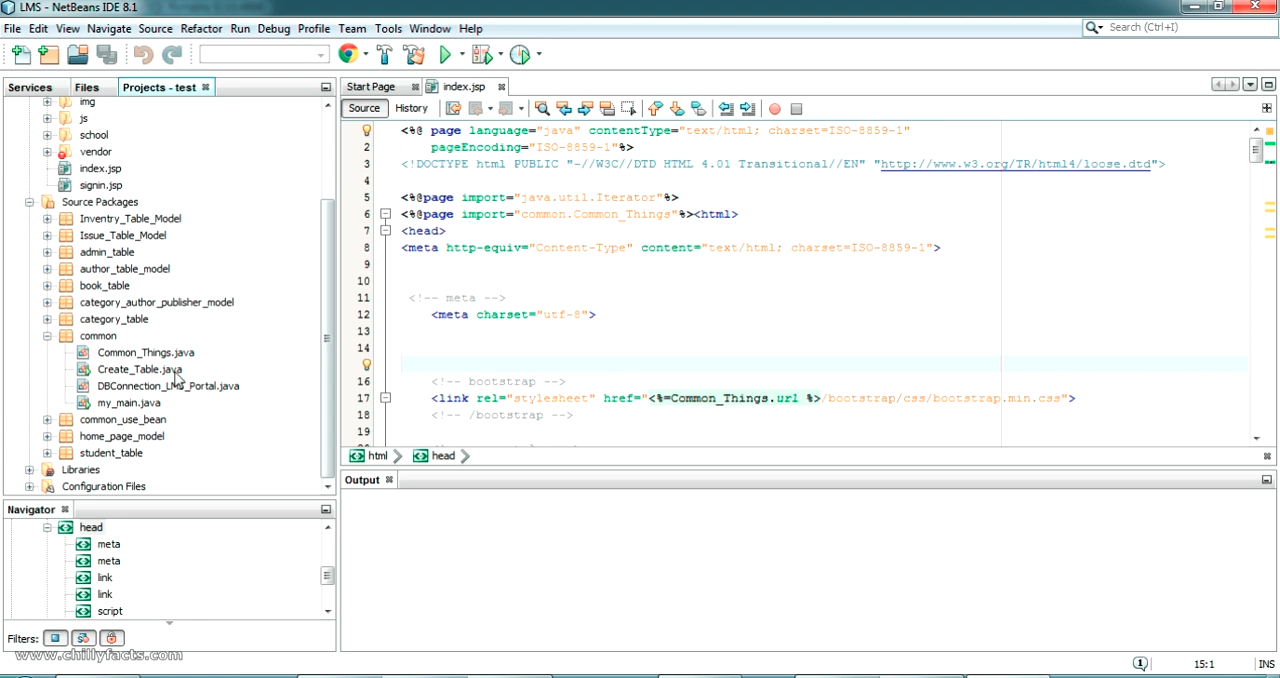 LMS - NetBeans IDE 8.1
File Edit View Navigate Source Refactor Run Debug Profile Team Tools Window Help
Search (Ctrl+I)
Services Files Projects - test
img
js
school
vendor
index.jsp
signin.jsp
Source Packages
Inventry_Table_Model
Issue_Table_Model
admin_table
author_table_model
book_table
category_author_publisher_model
category_table
common
Common_Things.java
Create_Table.java
DBConnection_LMS_Portal.java
my_main.java
common_use_bean
home_page_model
student_table
Libraries
Configuration Files
Navigator
head
meta
meta
link
link
script
Filters:
www.chillyfacts.com
Start Page index.jsp
Source History
<%@ page language="java" contentType="text/html; charset=ISO-8859-1"
2 pageEncoding="ISO-8859-1"%>
3 <!DOCTYPE html PUBLIC "-//W3C//DTD HTML 4.01 Transitional//EN" "http://www.w3.org/TR/html4/loose.dtd">
4
5 <%@page import="java.util.Iterator"%>
6 <%@page import="common.Common_Things"%><html>
7 <head>
8 <meta http-equiv="Content-Type" content="text/html; charset=ISO-8859-1">
9
10
11 <!-- meta -->
12 <meta charset="utf-8">
13
14
16 <!-- bootstrap -->
17 <link rel="stylesheet" href="<%=Common_Things.url %>/bootstrap/css/bootstrap.min.css">
18 <!-- /bootstrap -->
19
html head
Output
1 15:1 INS